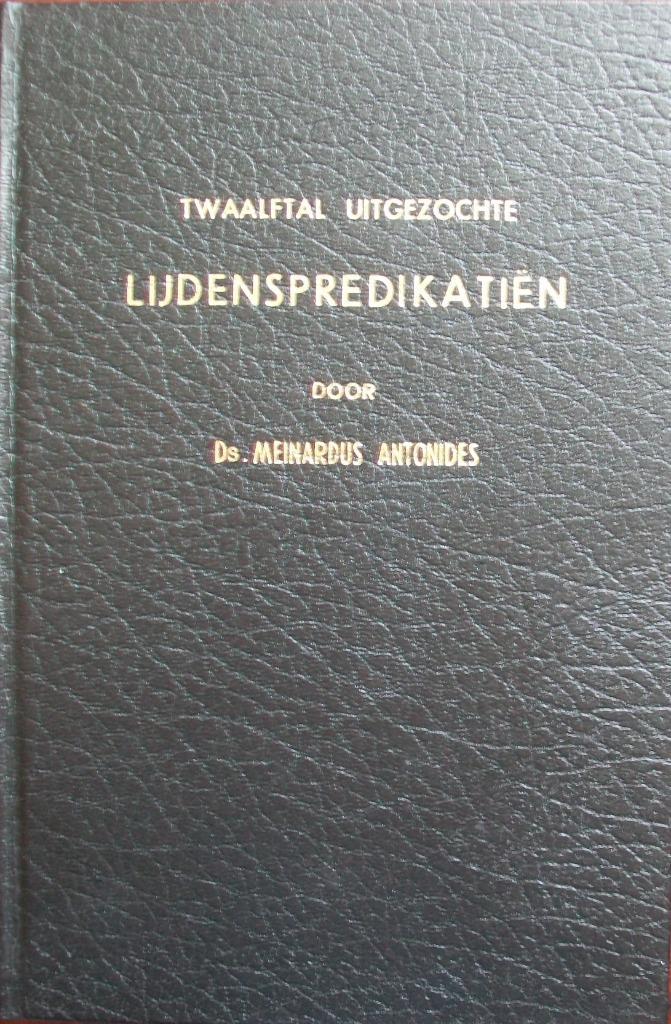 TWAALFTAL UITGEZOCHTE
LIJDENSPREDIKATIËN
DOOR
Ds. MEINARDUS ANTONIDES